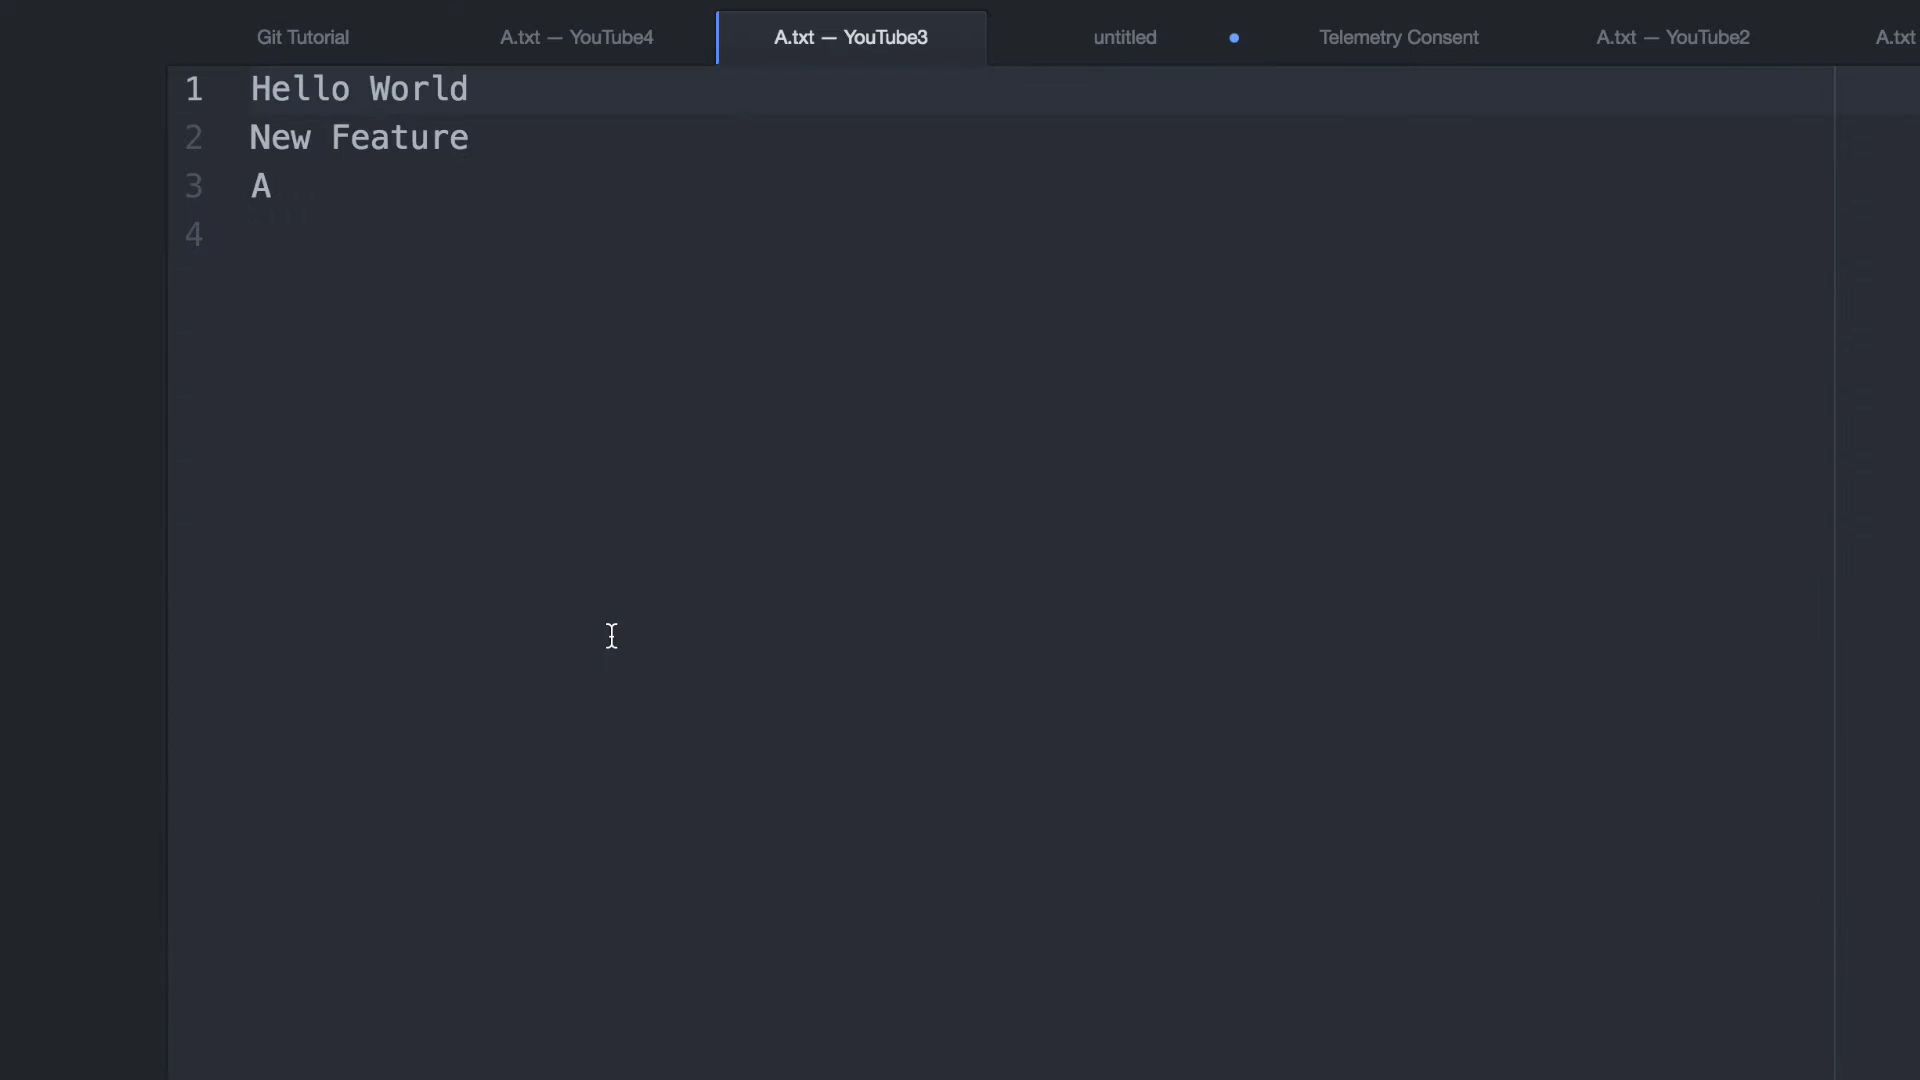 Git Tutorial
A.txt — YouTube4
A.txt — YouTube3
untitled
Telemetry Consent
A.txt — YouTube2
A.txt
1 Hello World
2 New Feature
3 A
4